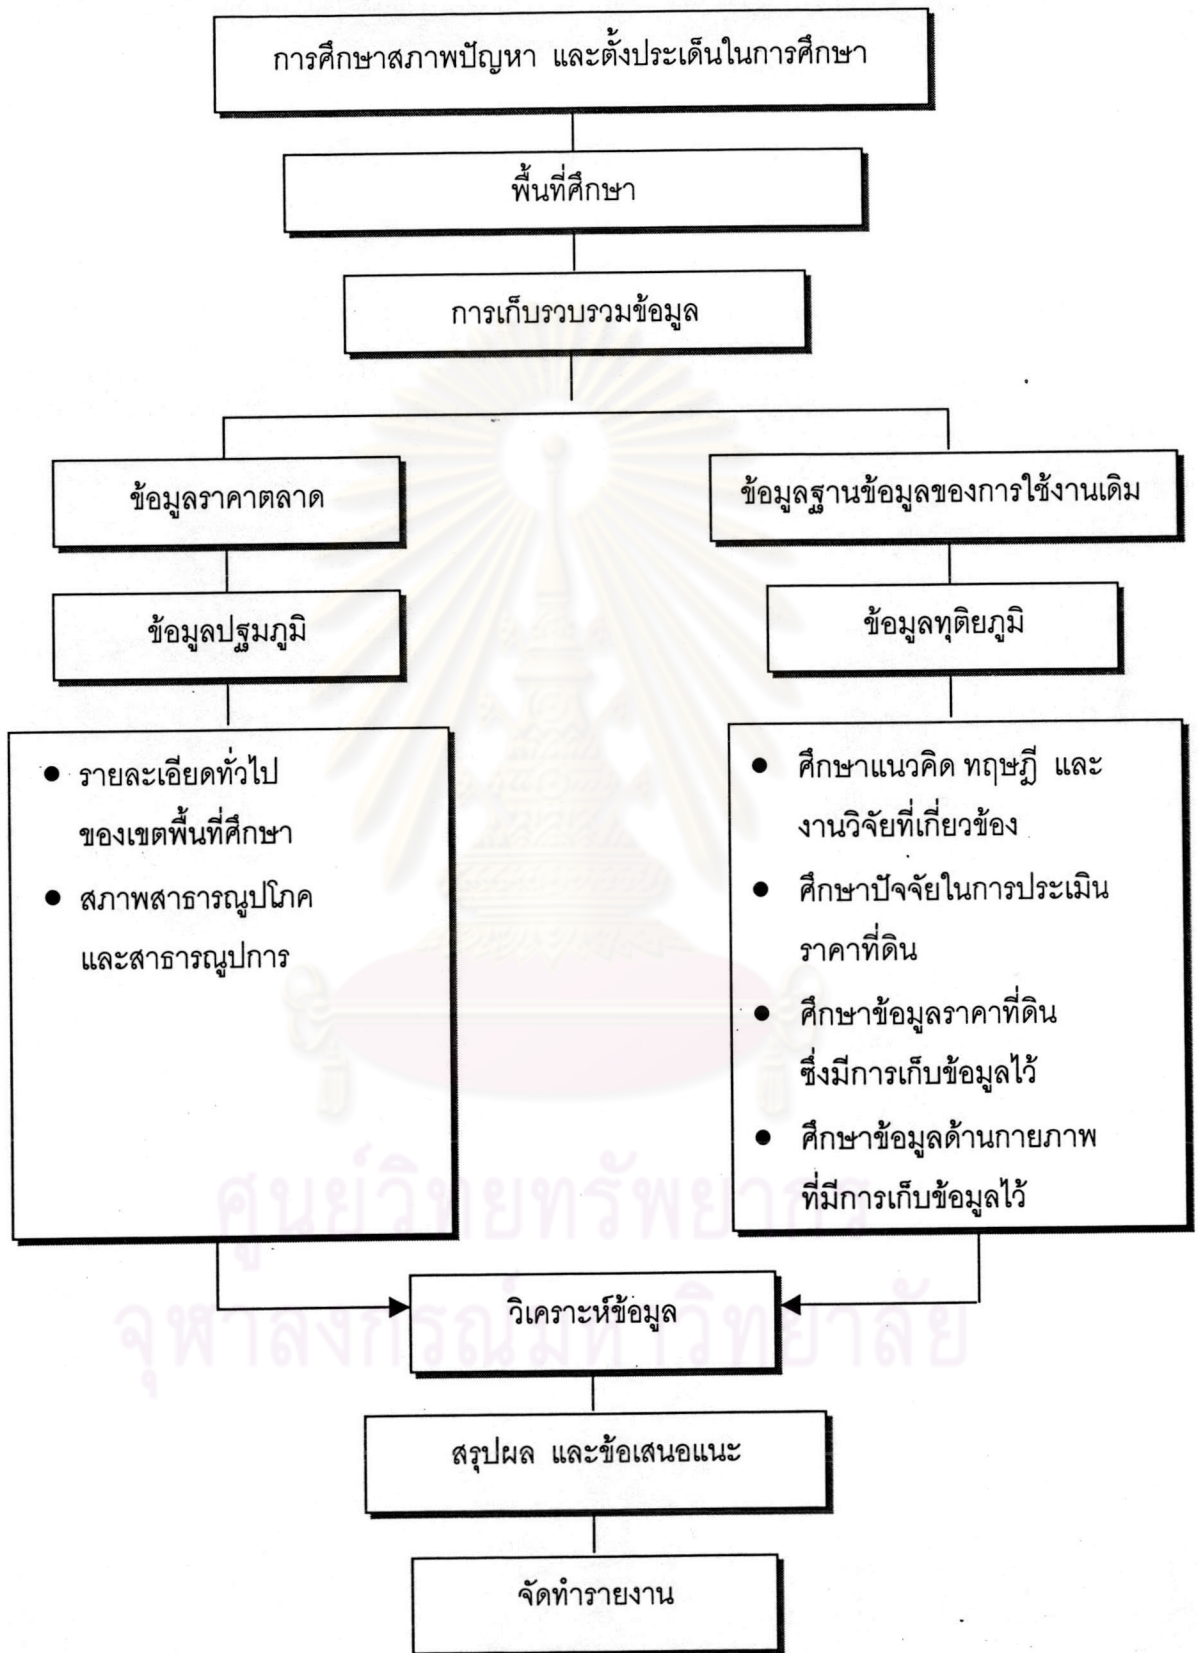 การศึกษาสภาพปัญหา และตั้งประเด็นในการศึกษา
พื้นที่ศึกษา
การเก็บรวบรวมข้อมูล
ข้อมูลราคาตลาด
ข้อมูลปฐมภูมิ
● รายละเอียดทั่วไป
ของเขตพื้นที่ศึกษา
● สภาพสาธารณูปโภค
และสาธารณูปการ
ข้อมูลฐานข้อมูลของการใช้งานเดิม
ข้อมูลทุติยภูมิ
● ศึกษาแนวคิด ทฤษฎี และ
งานวิจัยที่เกี่ยวข้อง
● ศึกษาปัจจัยในการประเมิน
ราคาที่ดิน
● ศึกษาข้อมูลราคาที่ดิน
ซึ่งมีการเก็บข้อมูลไว้
● ศึกษาข้อมูลด้านกายภาพ
ที่มีการเก็บข้อมูลไว้
วิเคราะห์ข้อมูล
สรุปผล และข้อเสนอแนะ
จัดทำรายงาน
ศูนย์วิทยทรัพยากร
จุฬาลงกรณ์มหาวิทยาลัย